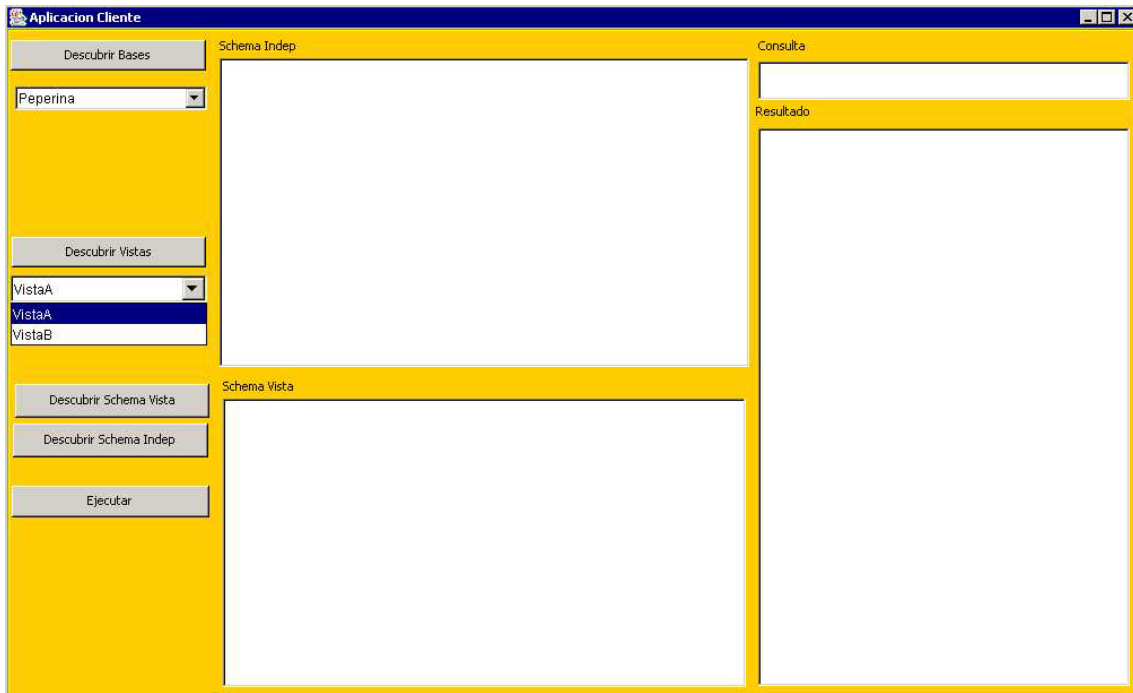 Aplicacion Cliente
Descubrir Bases
Peperina
Descubrir Vistas
VistaA
VistaA
VistaB
Descubrir Schema Vista
Descubrir Schema Indep
Ejecutar
Schema Indep
Schema Vista
Consulta
Resultado